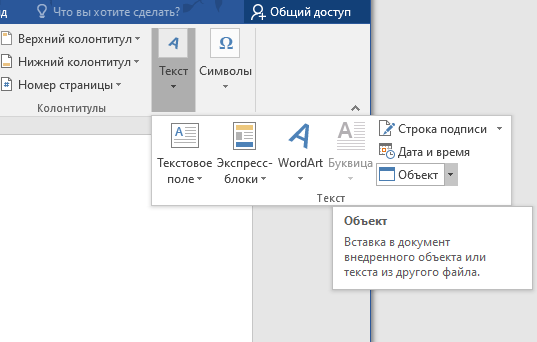 ид
Что вы хотите сделать?
Общий доступ
Верхний колонтитул
Нижний колонтитул
Номер страницы
Колонтитулы
Текст
Символы
Текстовое
поле
Экспресс-
блоки
WordArt
Буквица
Строка подписи
Дата и время
Объект
Текст
Объект
Вставка в документ
внедренного объекта или
текста из другого файла.